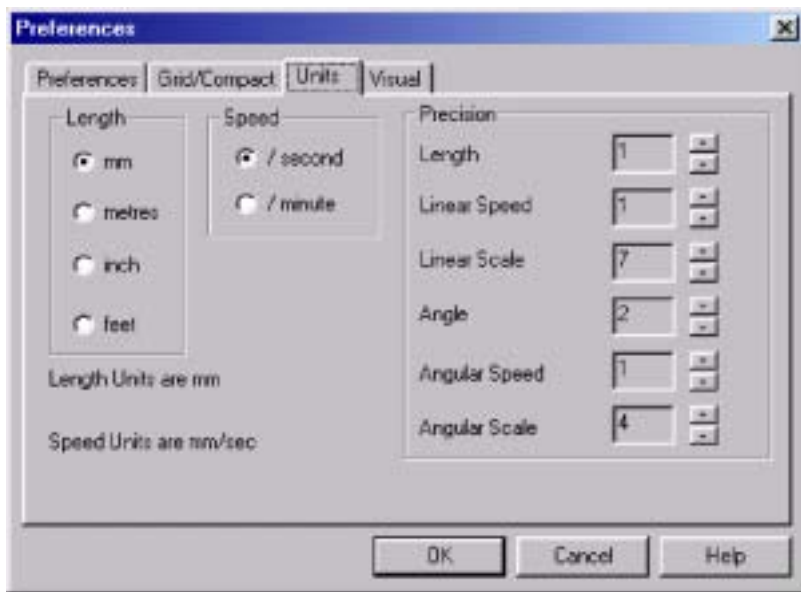 Preferences
Preferences Grid/Compact Units Visual
Length
mm
metres
inch
feet
Length Units are mm
Speed Units are mm/sec
Speed
/ second
/ minute
Precision
Length 1
Linear Speed 1
Linear Scale 7
Angle 2
Angular Speed 1
Angular Scale 4
OK Cancel Help